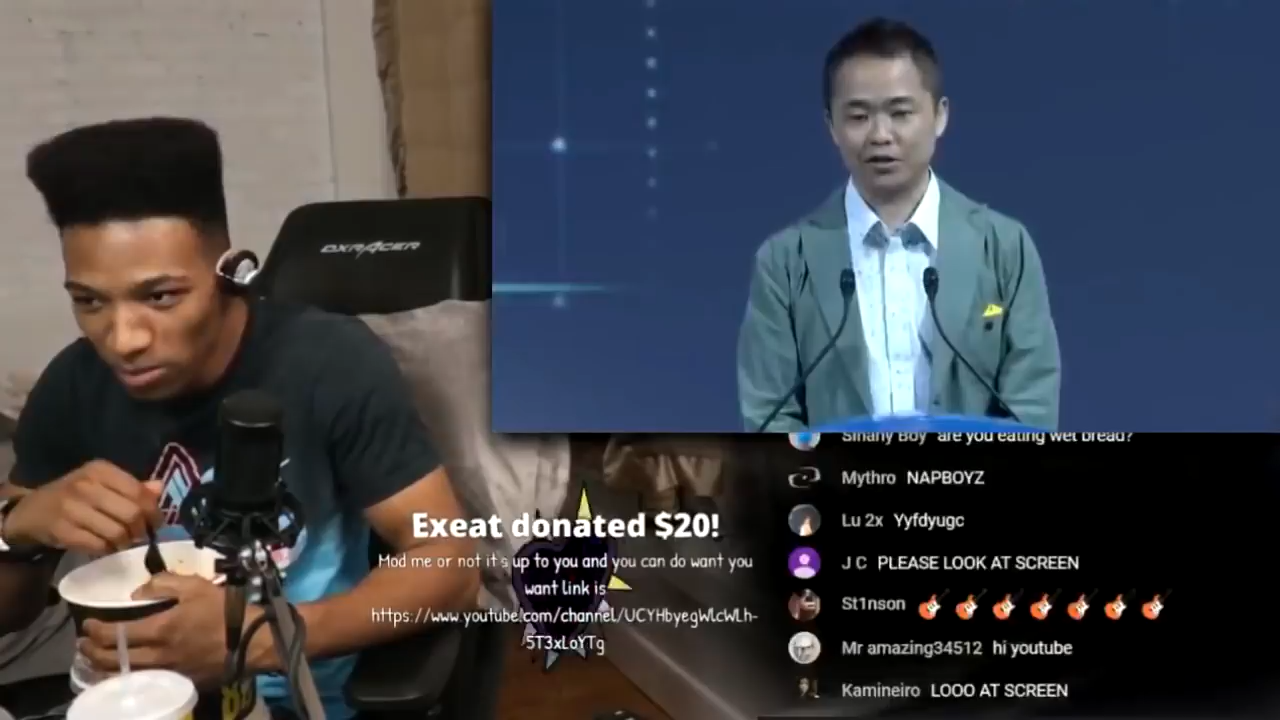 DXRACER
Sinany Boy are you eating wet bread?
Mythro NAPBOYZ
Lu 2x Yyfdyugc
J C PLEASE LOOK AT SCREEN
St1nson 🎸🎸🎸🎸🎸🎸🎸
Mr amazing34512 hi youtube
Kamineiro LOOO AT SCREEN
Exeat donated $20!
Mod me or not it's up to you and you can do want you
want link is
https://www.youtube.com/channel/UCYHbyegWlcWLh-
5T3xLoYTg